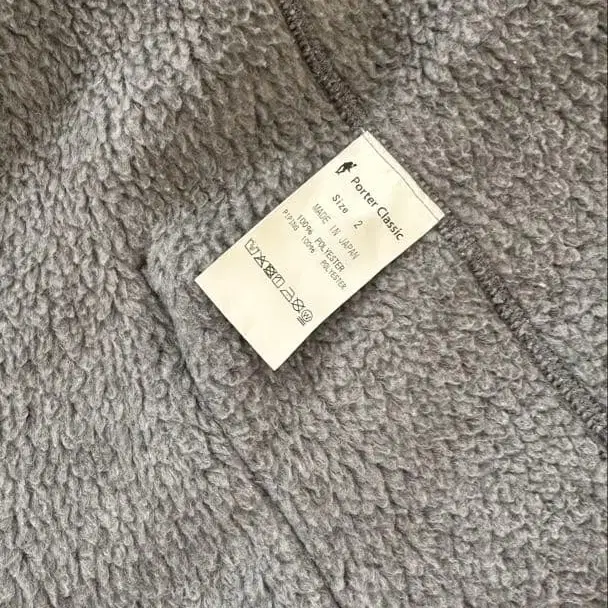 Porter Classic
Size 2
MADE IN JAPAN
100% POLYESTER
PIPING 100% POLYESTER